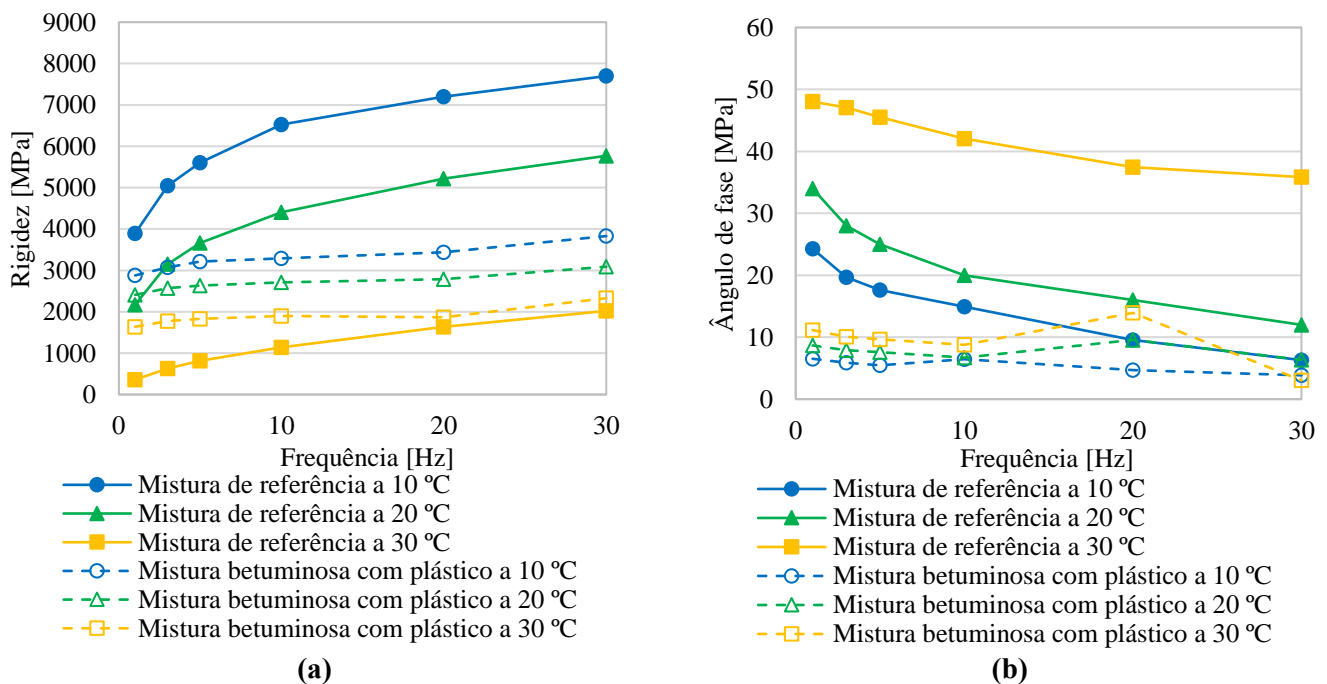 9000
8000
7000
6000
5000
4000
3000
2000
1000
0
Rigidez [MPa]
0 10 20 30
Frequência [Hz]
Mistura de referência a 10 ºC
Mistura de referência a 20 ºC
Mistura de referência a 30 ºC
Mistura betuminosa com plástico a 10 ºC
Mistura betuminosa com plástico a 20 ºC
Mistura betuminosa com plástico a 30 ºC
(a)
60
50
40
30
20
10
0
Ângulo de fase [MPa]
0 10 20 30
Frequência [Hz]
Mistura de referência a 10 ºC
Mistura de referência a 20 ºC
Mistura de referência a 30 ºC
Mistura betuminosa com plástico a 10 ºC
Mistura betuminosa com plástico a 20 ºC
Mistura betuminosa com plástico a 30 ºC
(b)